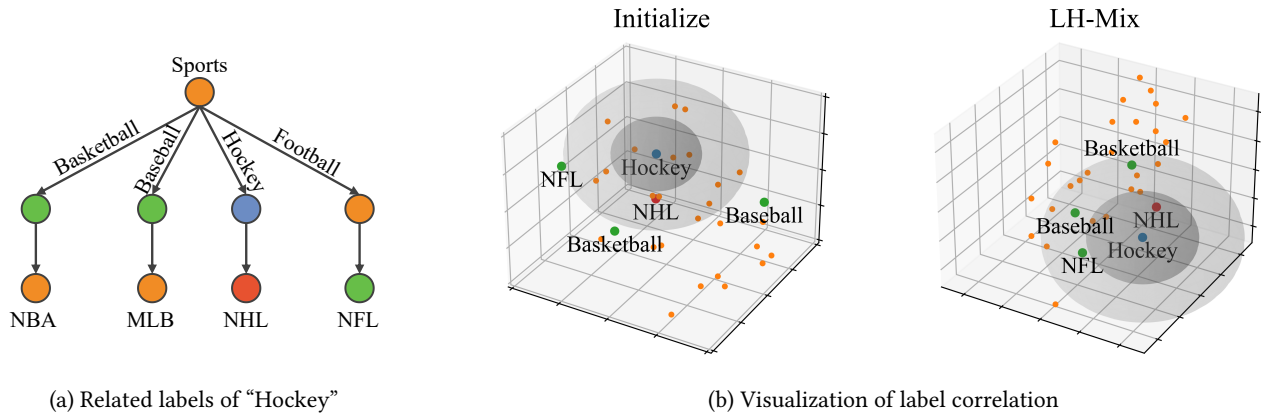 Sports
Basketball
Baseball
Hockey
Football
NBA
MLB
NHL
NFL
(a) Related labels of “Hockey”
Initialize
Hockey
NFL
NHL
Baseball
Basketball
LH-Mix
Basketball
NHL
Baseball
Hockey
NFL
(b) Visualization of label correlation